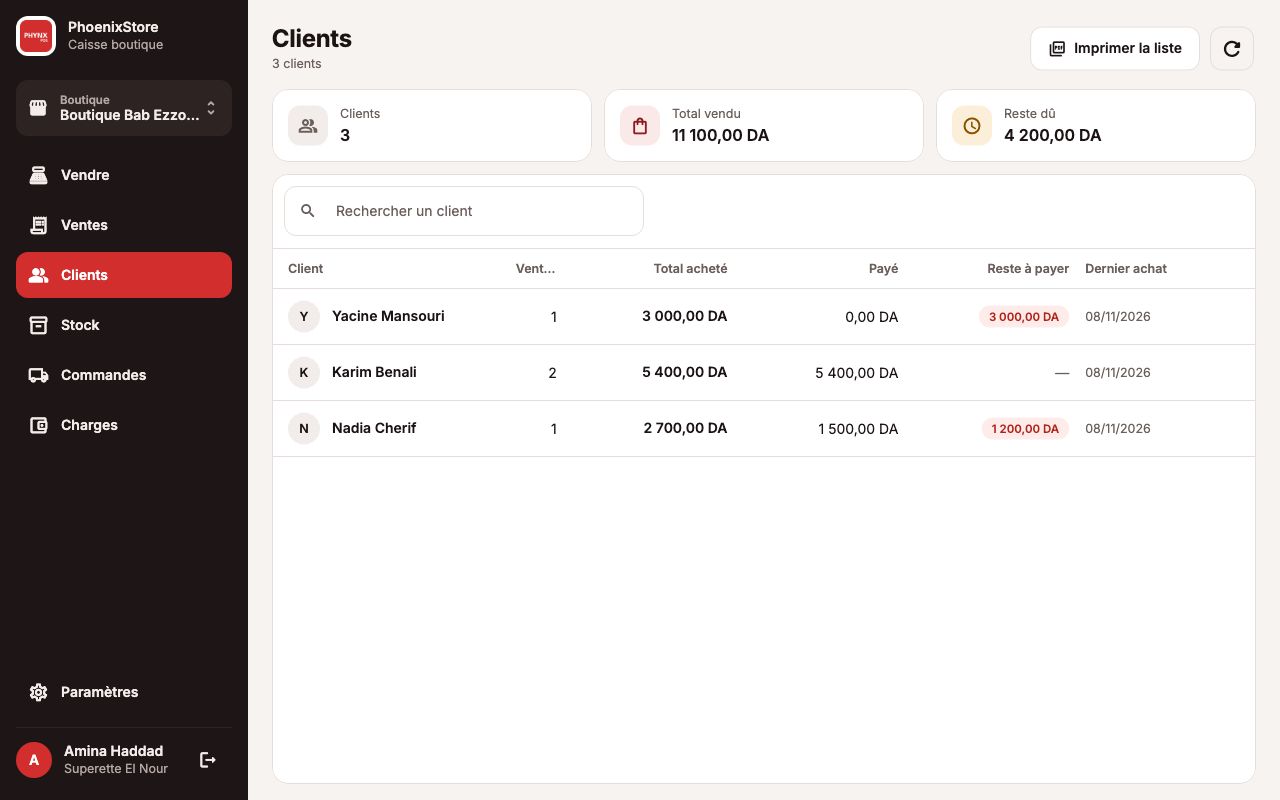 PHYNX
POS
PhoenixStore
Caisse boutique
Boutique
Boutique Bab Ezzo...
Vendre
Ventes
Clients
Stock
Commandes
Charges
Paramètres
A
Amina Haddad
Superette El Nour
Clients
3 clients
PDF
Imprimer la liste
Clients
3
Total vendu
11 100,00 DA
Reste dû
4 200,00 DA
Rechercher un client
Client Vent... Total acheté Payé Reste à payer Dernier achat
Y Yacine Mansouri 1 3 000,00 DA 0,00 DA 3 000,00 DA 08/11/2026
K Karim Benali 2 5 400,00 DA 5 400,00 DA — 08/11/2026
N Nadia Cherif 1 2 700,00 DA 1 500,00 DA 1 200,00 DA 08/11/2026